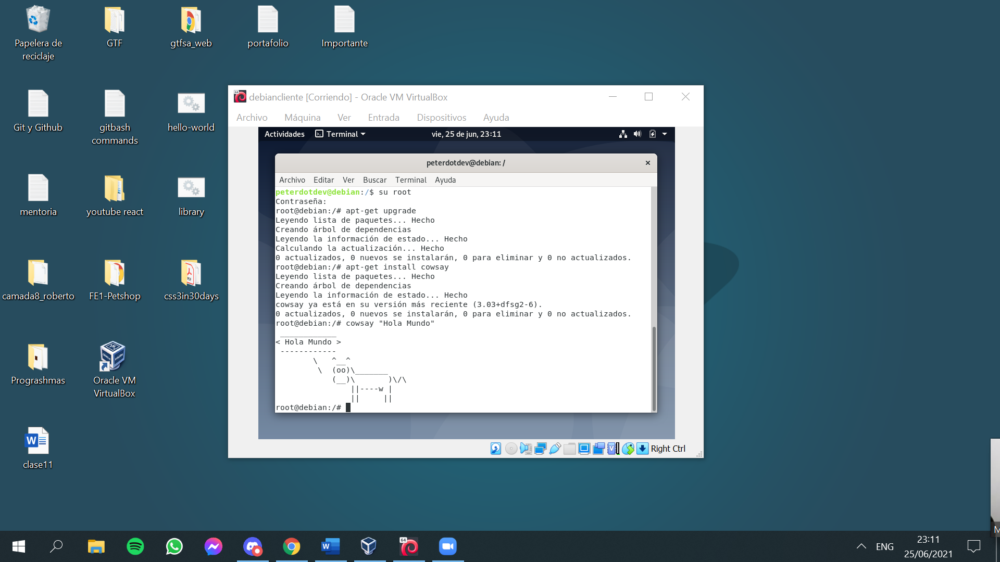 Papelera de
reciclaje
GTF
gtfsa_web
portafolio
Importante
Git y Github
gitbash
commands
hello-world
mentoria
youtube react
library
camada8_roberto
FE1-Petshop
css3in30days
Prograshmas
Oracle VM
VirtualBox
clase11
debiancliente [Corriendo] - Oracle VM VirtualBox
Archivo Máquina Ver Entrada Dispositivos Ayuda
Actividades Terminal vie, 25 de jun, 23:11
peterdotdev@debian: /
Archivo Editar Ver Buscar Terminal Ayuda
peterdotdev@debian:/$ su root
Contraseña:
root@debian:/# apt-get upgrade
Leyendo lista de paquetes... Hecho
Creando árbol de dependencias
Leyendo la información de estado... Hecho
Calculando la actualización... Hecho
0 actualizados, 0 nuevos se instalarán, 0 para eliminar y 0 no actualizados.
root@debian:/# apt-get install cowsay
Leyendo lista de paquetes... Hecho
Creando árbol de dependencias
Leyendo la información de estado... Hecho
cowsay ya está en su versión más reciente (3.03+dfsg2-6).
0 actualizados, 0 nuevos se instalarán, 0 para eliminar y 0 no actualizados.
root@debian:/# cowsay "Hola Mundo"
 ____________
< Hola Mundo >
 ------------
        \   ^__^
         \  (oo)\_______
            (__)\       )\/\
                ||----w |
                ||     ||
root@debian:/#
Right Ctrl
ENG
23:11
25/06/2021